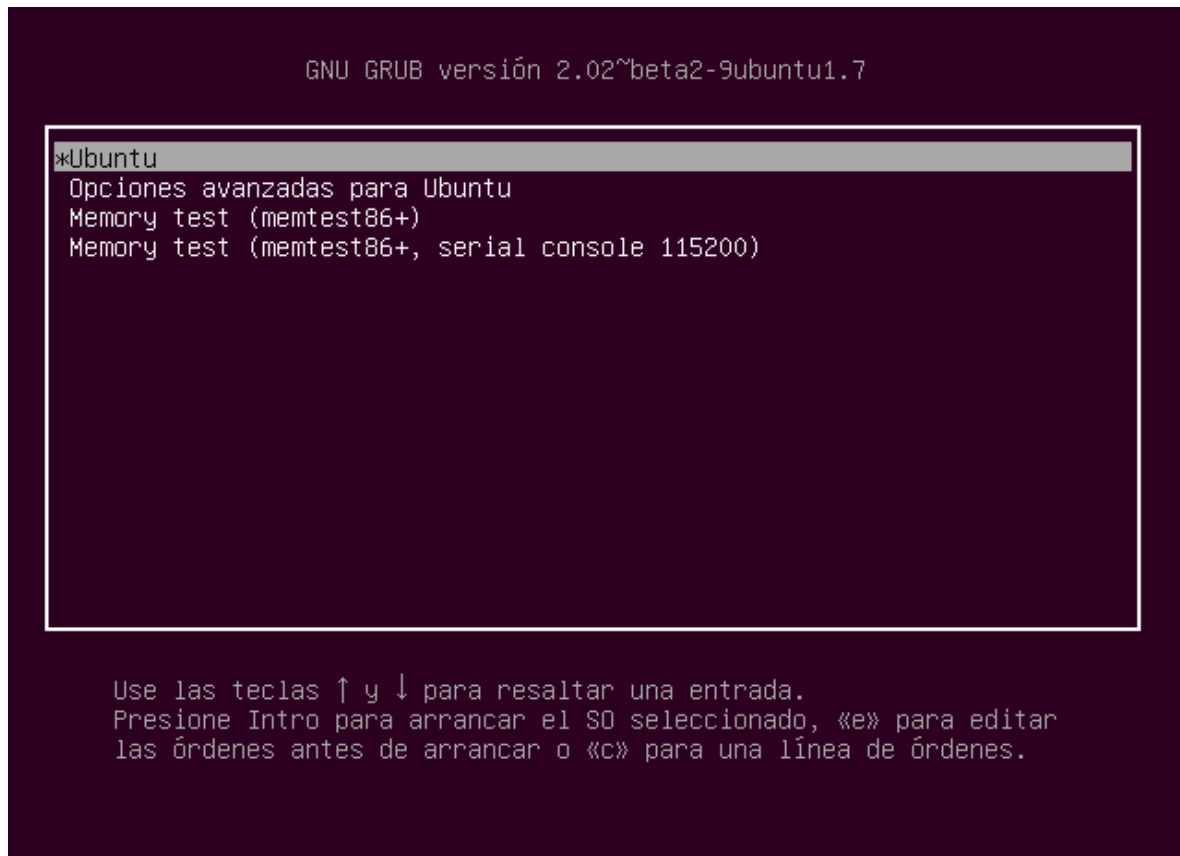 GNU GRUB versión 2.02~beta2-9ubuntu1.7
*Ubuntu
Opciones avanzadas para Ubuntu
Memory test (memtest86+)
Memory test (memtest86+, serial console 115200)
Use las teclas ↑ y ↓ para resaltar una entrada.
Presione Intro para arrancar el SO seleccionado, «e» para editar
las órdenes antes de arrancar o «c» para una línea de órdenes.